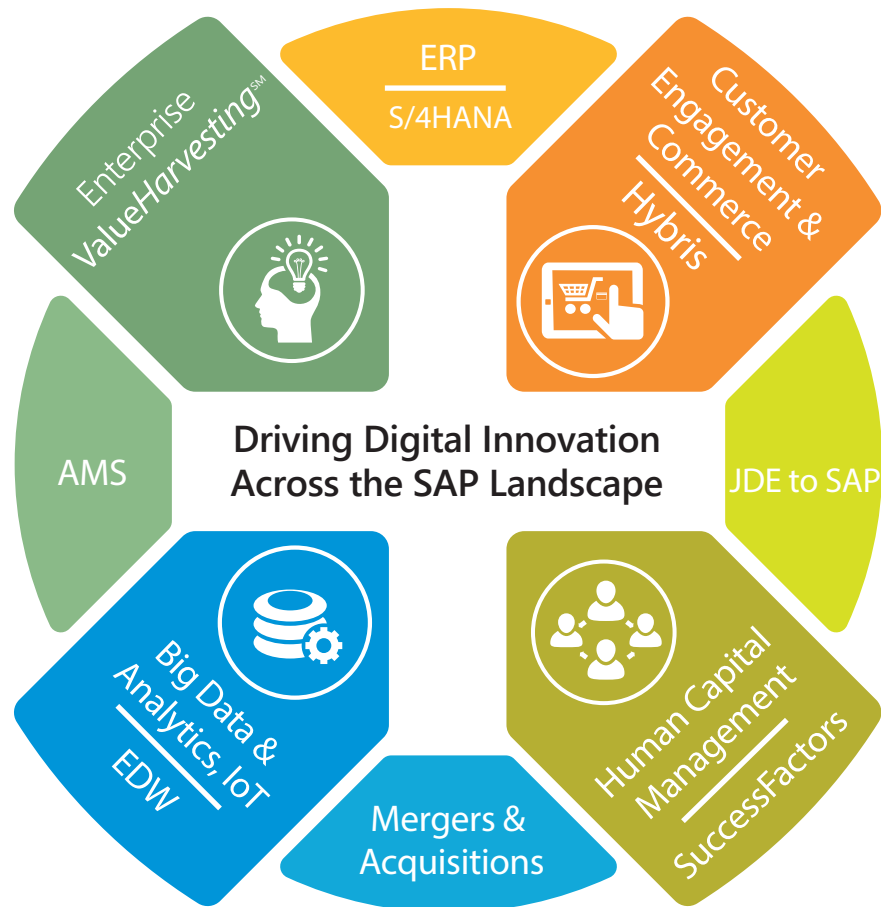 ERP
S/4HANA
Enterprise
ValueHarvesting℠
Customer
Engagement &
Commerce
Hybris
AMS
Driving Digital Innovation
Across the SAP Landscape
JDE to SAP
Big Data &
Analytics, IoT
EDW
Human Capital
Management
SuccessFactors
Mergers &
Acquisitions